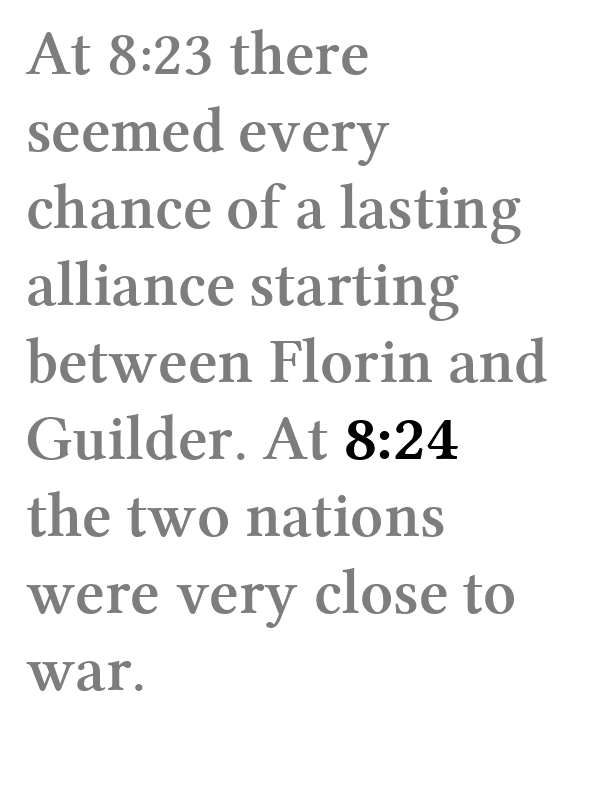 At 8:23 there
seemed every
chance of a lasting
alliance starting
between Florin and
Guilder. At 8:24
the two nations
were very close to
war.